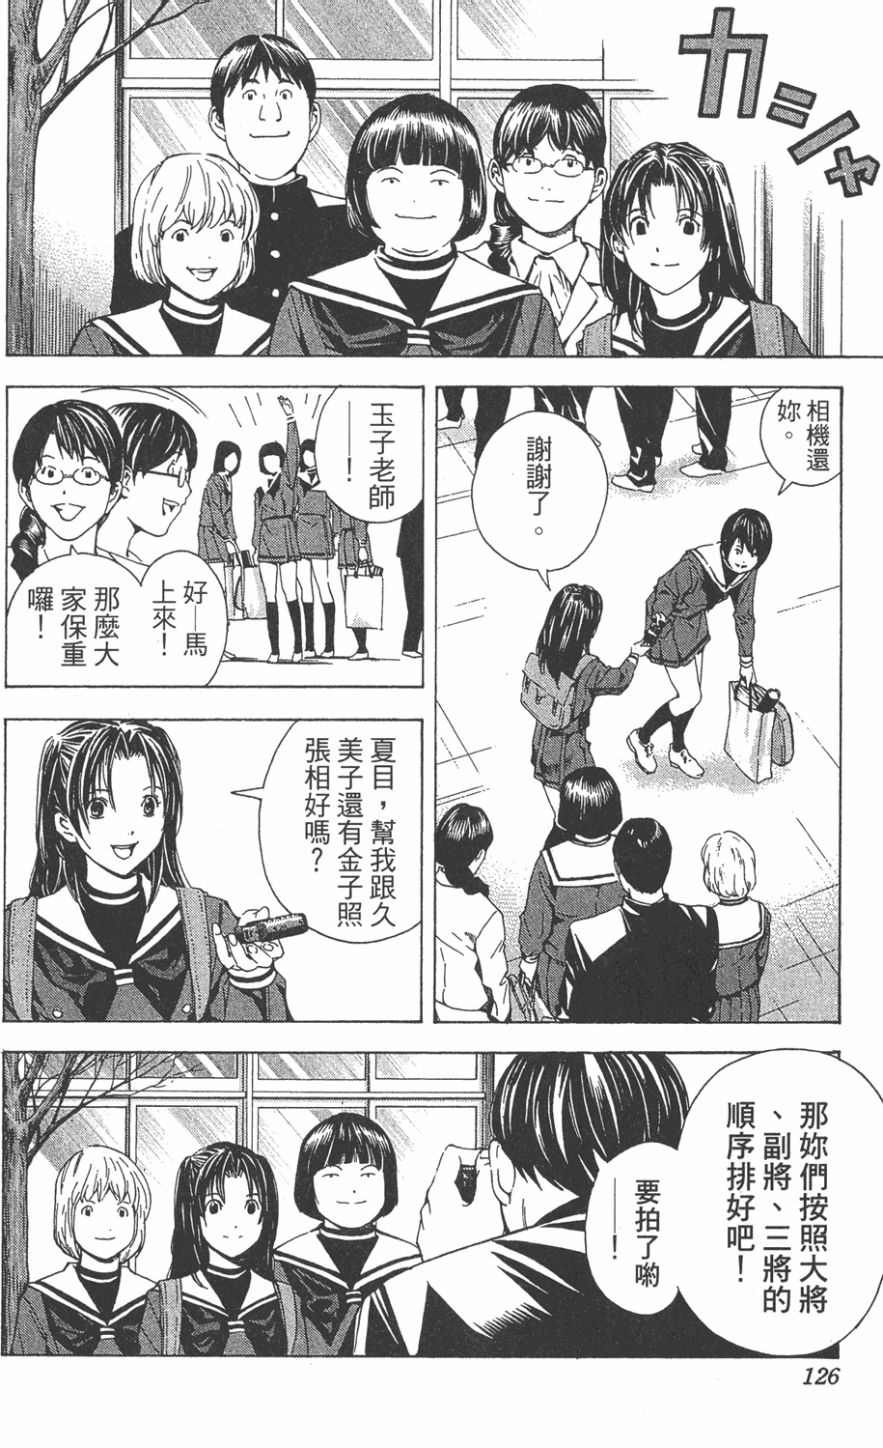 カシャ
相機還
妳。
謝謝了。
玉子老師
——！
好—馬
上來！
那麼大
家保重
囉！
夏目，幫我跟久
美子還有金子照
張相好嗎？
那妳們按照大將
、副將、三將的
順序排好吧！
要拍了喲
——！
126